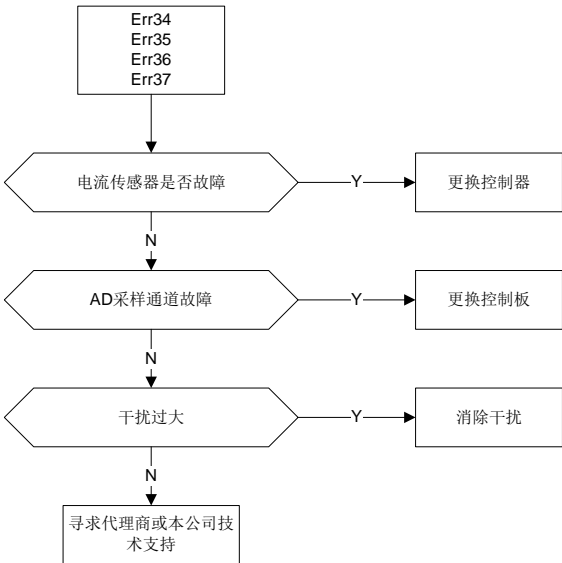 Err34
Err35
Err36
Err37
电流传感器是否故障
Y
更换控制器
N
AD采样通道故障
Y
更换控制板
N
干扰过大
Y
消除干扰
N
寻求代理商或本公司技
术支持